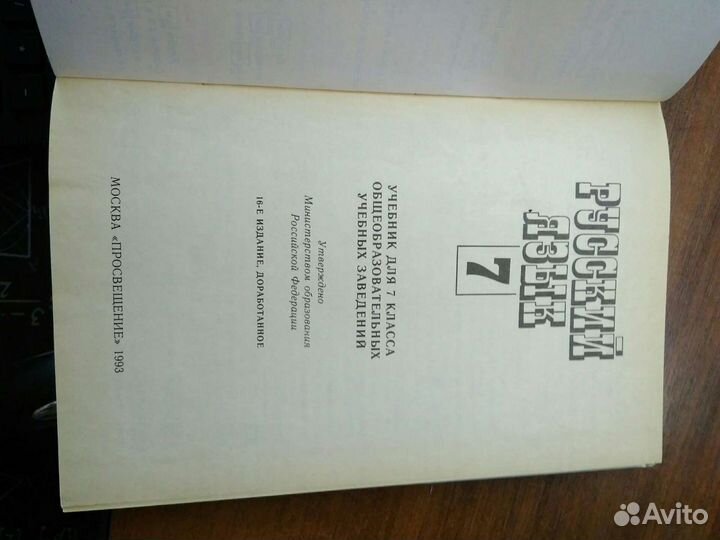 РУССКИЙ
ЯЗЫК
7
УЧЕБНИК ДЛЯ 7 КЛАССА
ОБЩЕОБРАЗОВАТЕЛЬНЫХ
УЧЕБНЫХ ЗАВЕДЕНИЙ
Утверждено
Министерством образования
Российской Федерации
16-Е ИЗДАНИЕ, ДОРАБОТАННОЕ
МОСКВА «ПРОСВЕЩЕНИЕ» 1993
Avito